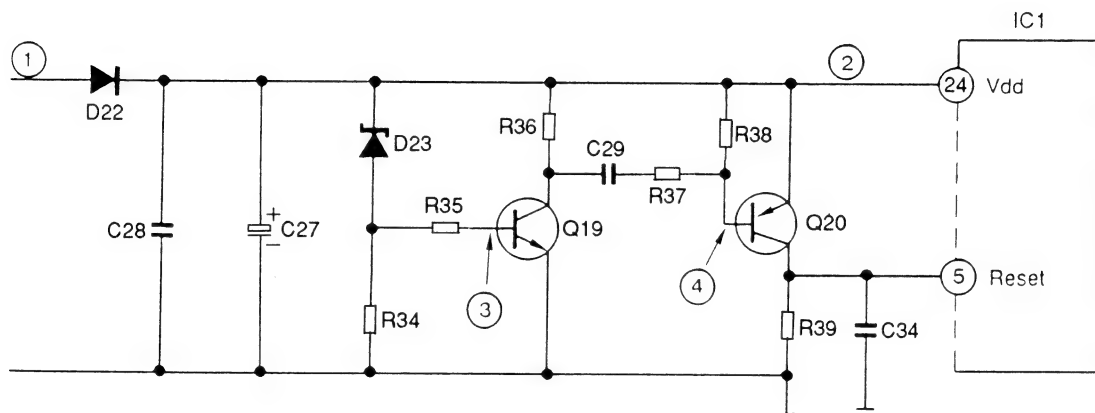 IC1
1
2
24 Vdd
D22
R36
D23
R38
C29
R37
R35
C28
+
C27
–
Q19
Q20
3
4
5 Reset
R34
R39
C34